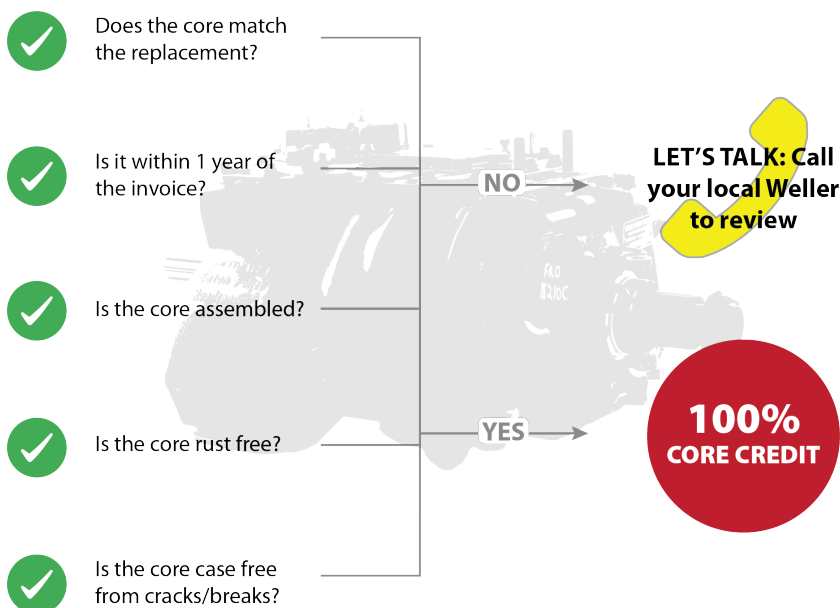 Does the core match
the replacement?
Is it within 1 year of
the invoice?
Is the core assembled?
Is the core rust free?
Is the core case free
from cracks/breaks?
NO
LET’S TALK: Call
your local Weller
to review
YES
100%
CORE CREDIT